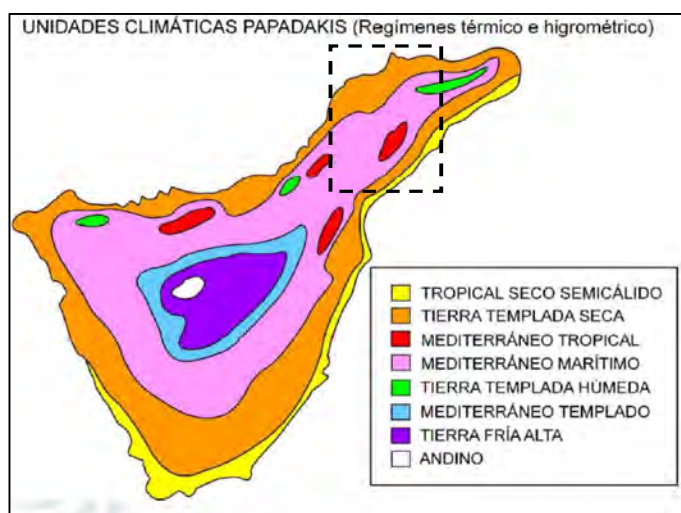 UNIDADES CLIMÁTICAS PAPADAKIS (Regímenes térmico e higrométrico)
TROPICAL SECO SEMICÁLIDO
TIERRA TEMPLADA SECA
MEDITERRÁNEO TROPICAL
MEDITERRÁNEO MARÍTIMO
TIERRA TEMPLADA HÚMEDA
MEDITERRÁNEO TEMPLADO
TIERRA FRÍA ALTA
ANDINO